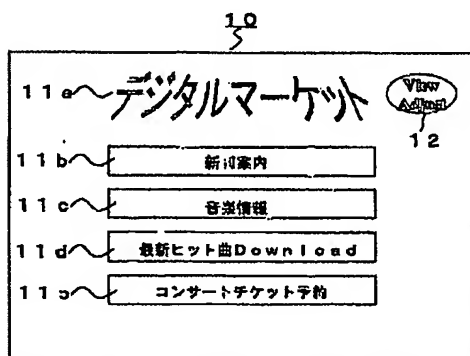 10
11a デジタルマーケット View Adjust
12
11b 新刊案内
11c 音楽情報
11d 最新ヒット曲Download
11e コンサートチケット予約